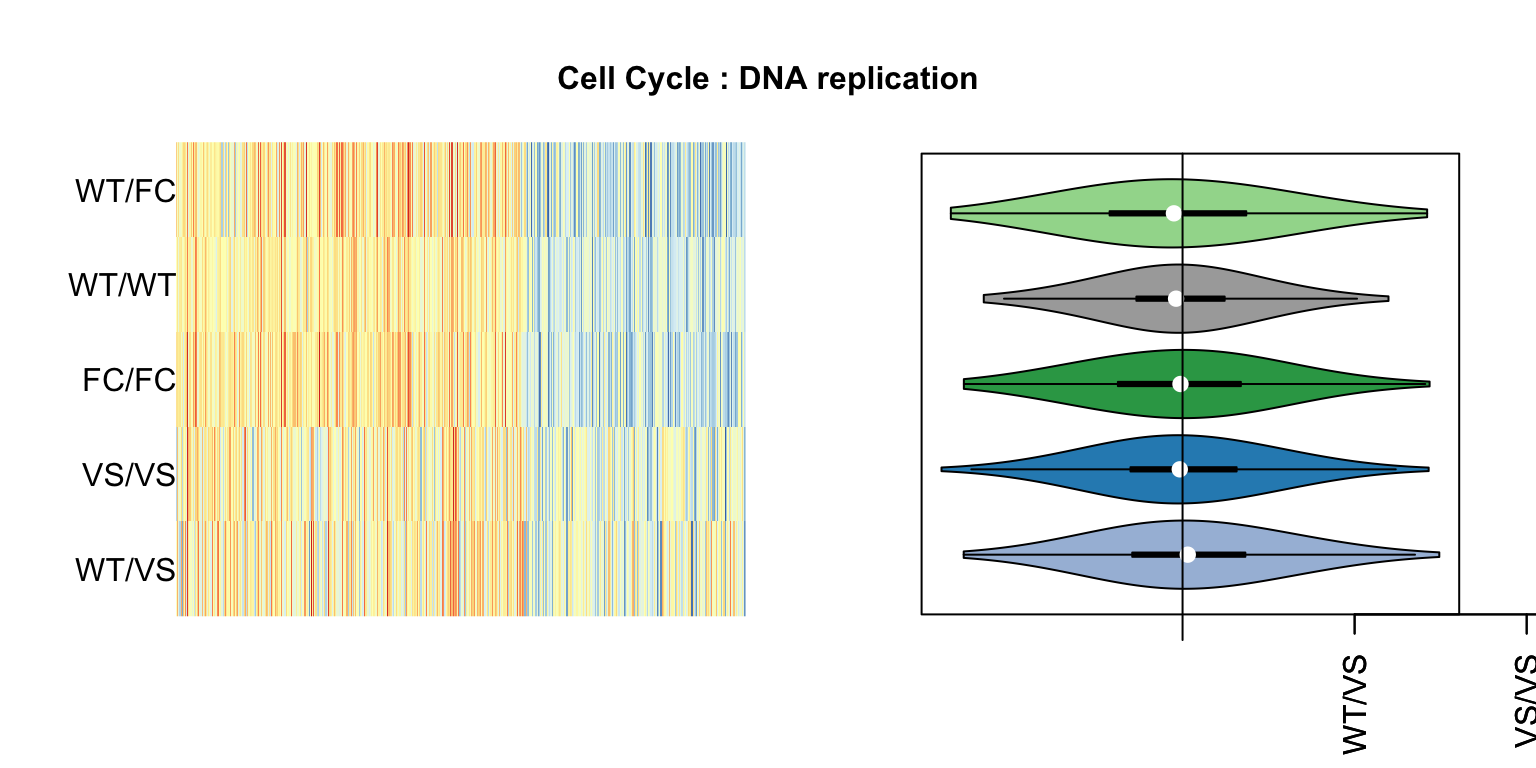 Cell Cycle : DNA replication
WT/FC
WT/WT
FC/FC
VS/VS
WT/VS
WT/VS
VS/VS